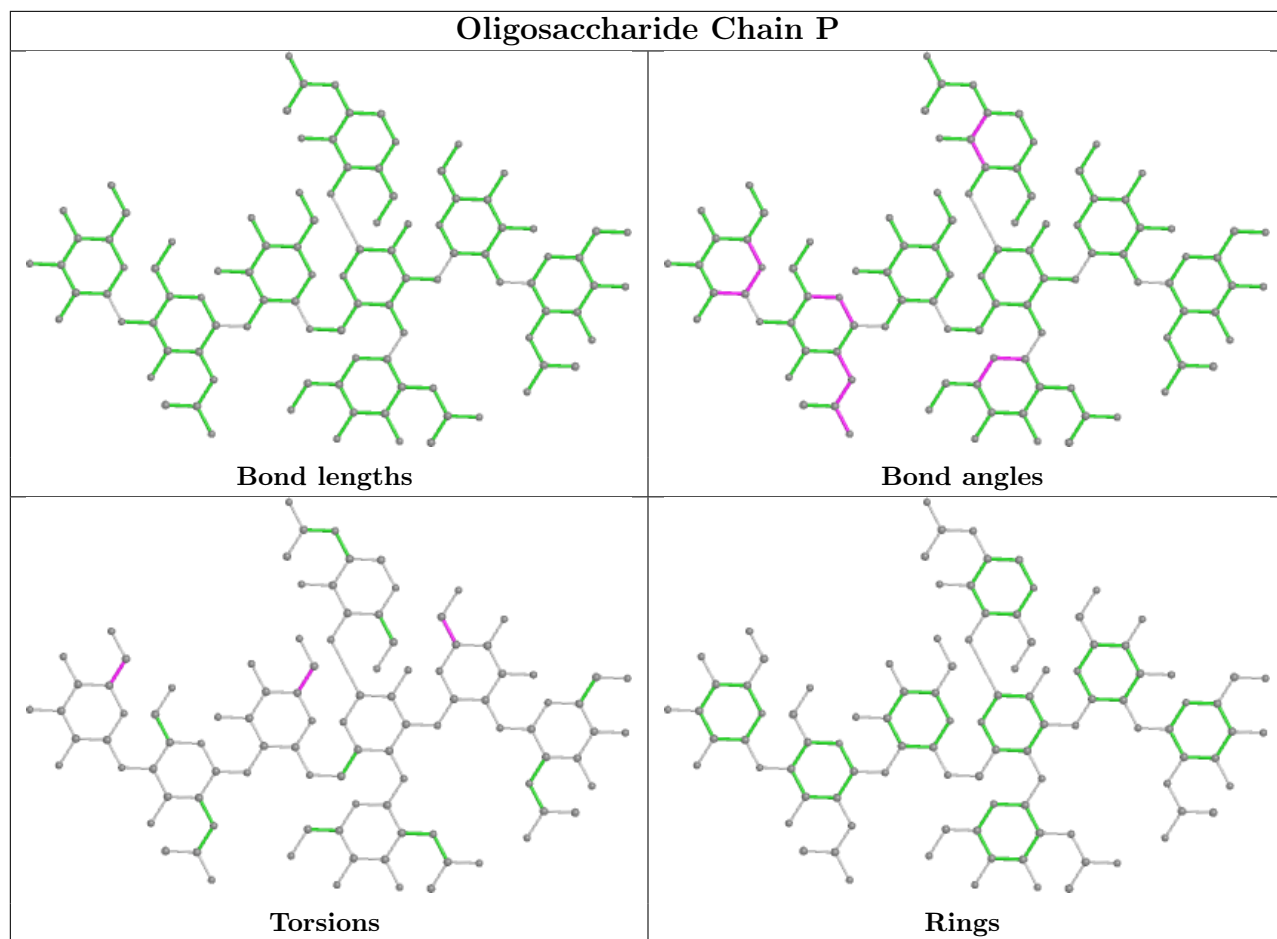 Oligosaccharide Chain P
Bond lengths
Bond angles
Torsions
Rings